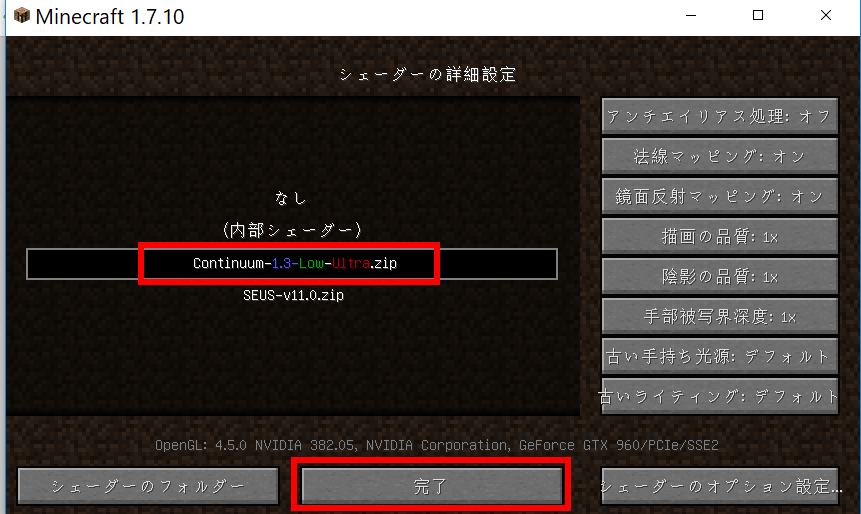 Minecraft 1.7.10
シェーダーの詳細設定
なし
(内部シェーダー)
Continuum-1.3-Low-Ultra.zip
SEUS-v11.0.zip
アンチエイリアス処理: オフ
法線マッピング: オン
鏡面反射マッピング: オン
描画の品質: 1x
陰影の品質: 1x
手部被写界深度: 1x
古い手持ち光源: デフォルト
古いライティング: デフォルト
OpenGL: 4.5.0 NVIDIA 382.05, NVIDIA Corporation, GeForce GTX 960/PCIe/SSE2
シェーダーのフォルダー
完了
シェーダーのオプション設定...